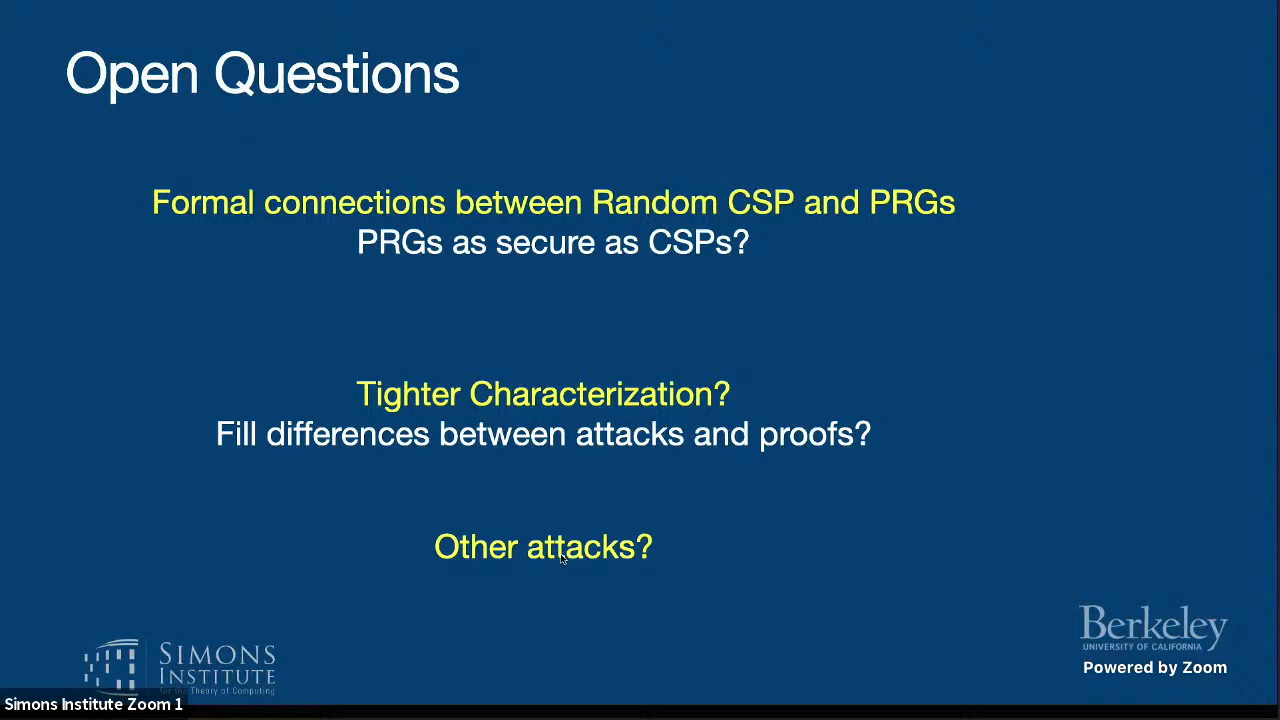 Open Questions
Formal connections between Random CSP and PRGs
PRGs as secure as CSPs?
Tighter Characterization?
Fill differences between attacks and proofs?
Other attacks?
SIMONS
INSTITUTE
for the Theory of Computing
Berkeley
UNIVERSITY OF CALIFORNIA
Powered by Zoom
Simons Institute Zoom 1